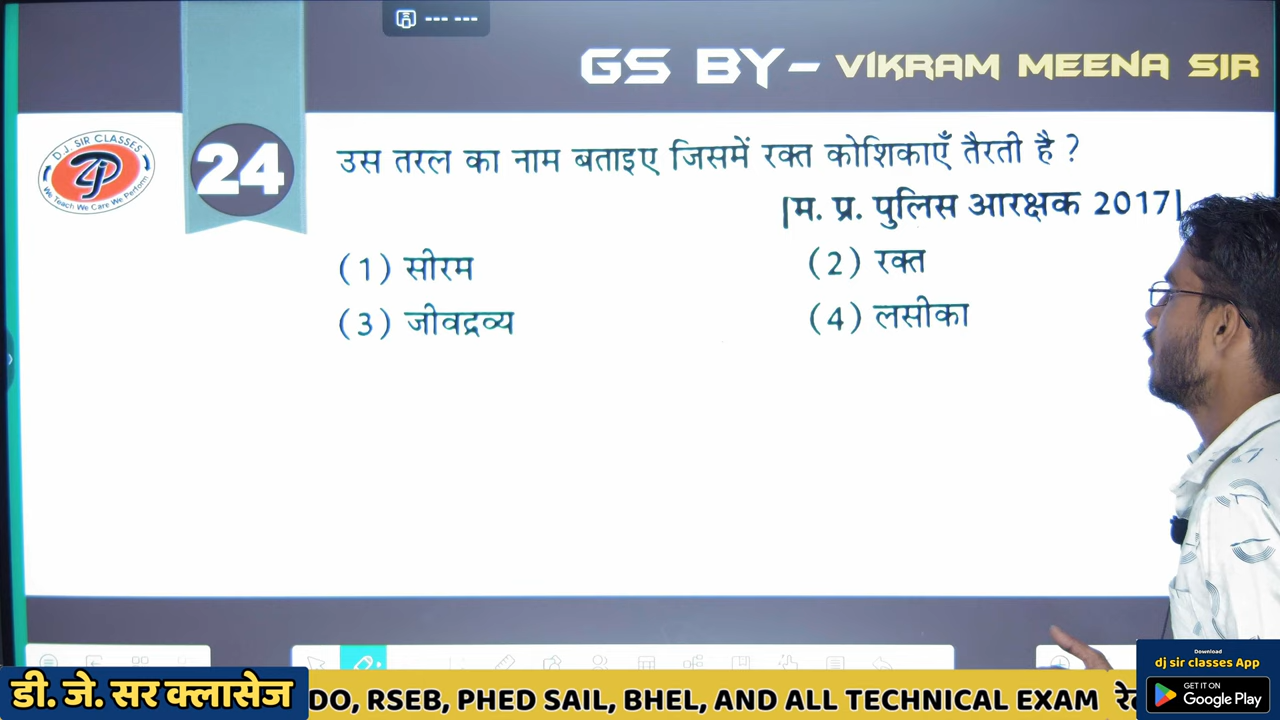 --- ---
GS BY- VIKRAM MEENA SIR
D.J. SIR CLASSES
We Teach We Care We Perform
24
उस तरल का नाम बताइए जिसमें रक्त कोशिकाएँ तैरती है ?
[म. प्र. पुलिस आरक्षक 2017]
(1) सीरम
(2) रक्त
(3) जीवद्रव्य
(4) लसीका
Download
dj sir classes App
GET IT ON
Google Play
डी. जे. सर क्लासेज
DO, RSEB, PHED SAIL, BHEL, AND ALL TECHNICAL EXAM